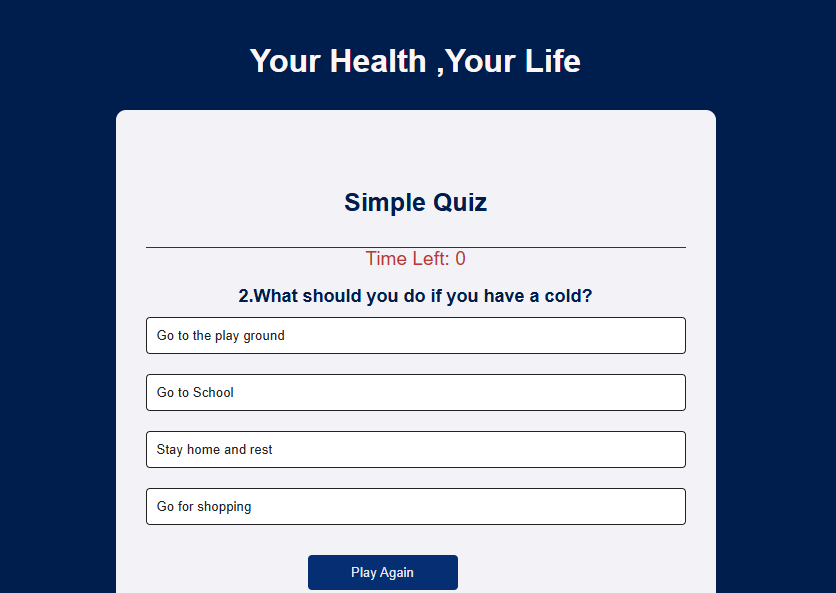 Your Health ,Your Life
Simple Quiz
Time Left: 0
2.What should you do if you have a cold?
Go to the play ground
Go to School
Stay home and rest
Go for shopping
Play Again